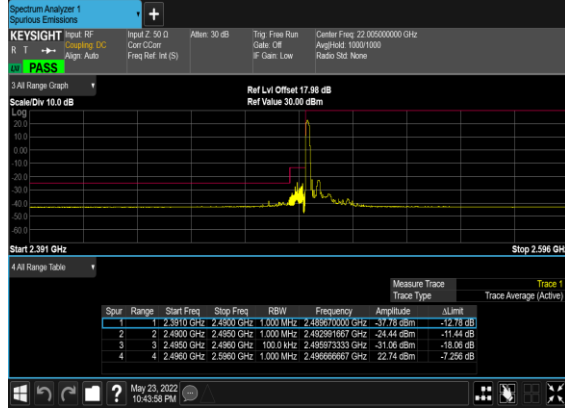 Spectrum Analyzer 1
Spurious Emissions
+
KEYSIGHT Input: RF
R T Coupling: DC
Align: Auto
Input Z: 50 Ω
Corr CCorr
Freq Ref: Int (S)
Atten: 30 dB
Trig: Free Run
Gate: Off
IF Gain: Low
Center Freq: 22.005000000 GHz
Avg|Hold: 1000/1000
Radio Std: None
PASS
3 All Range Graph
Ref Lvl Offset 17.98 dB
Scale/Div 10.0 dB
Ref Value 30.00 dBm
Log
20.0
10.0
0.00
-10.0
-20.0
-30.0
-40.0
-50.0
-60.0
Start 2.391 GHz
Stop 2.596 GH
4 All Range Table
Measure Trace Trace 1
Trace Type Trace Average (Active)
Spur Range Start Freq Stop Freq RBW Frequency Amplitude ΔLimit
1 1 2.3910 GHz 2.4900 GHz 1.000 MHz 2.489670000 GHz -37.78 dBm -12.78 dB
2 2 2.4900 GHz 2.4950 GHz 1.000 MHz 2.492991667 GHz -24.44 dBm -11.44 dB
3 3 2.4950 GHz 2.4960 GHz 100.0 kHz 2.495973333 GHz -31.06 dBm -18.06 dB
4 4 2.4960 GHz 2.5960 GHz 1.000 MHz 2.496666667 GHz 22.74 dBm -7.256 dB
?
May 23, 2022
10:43:58 PM